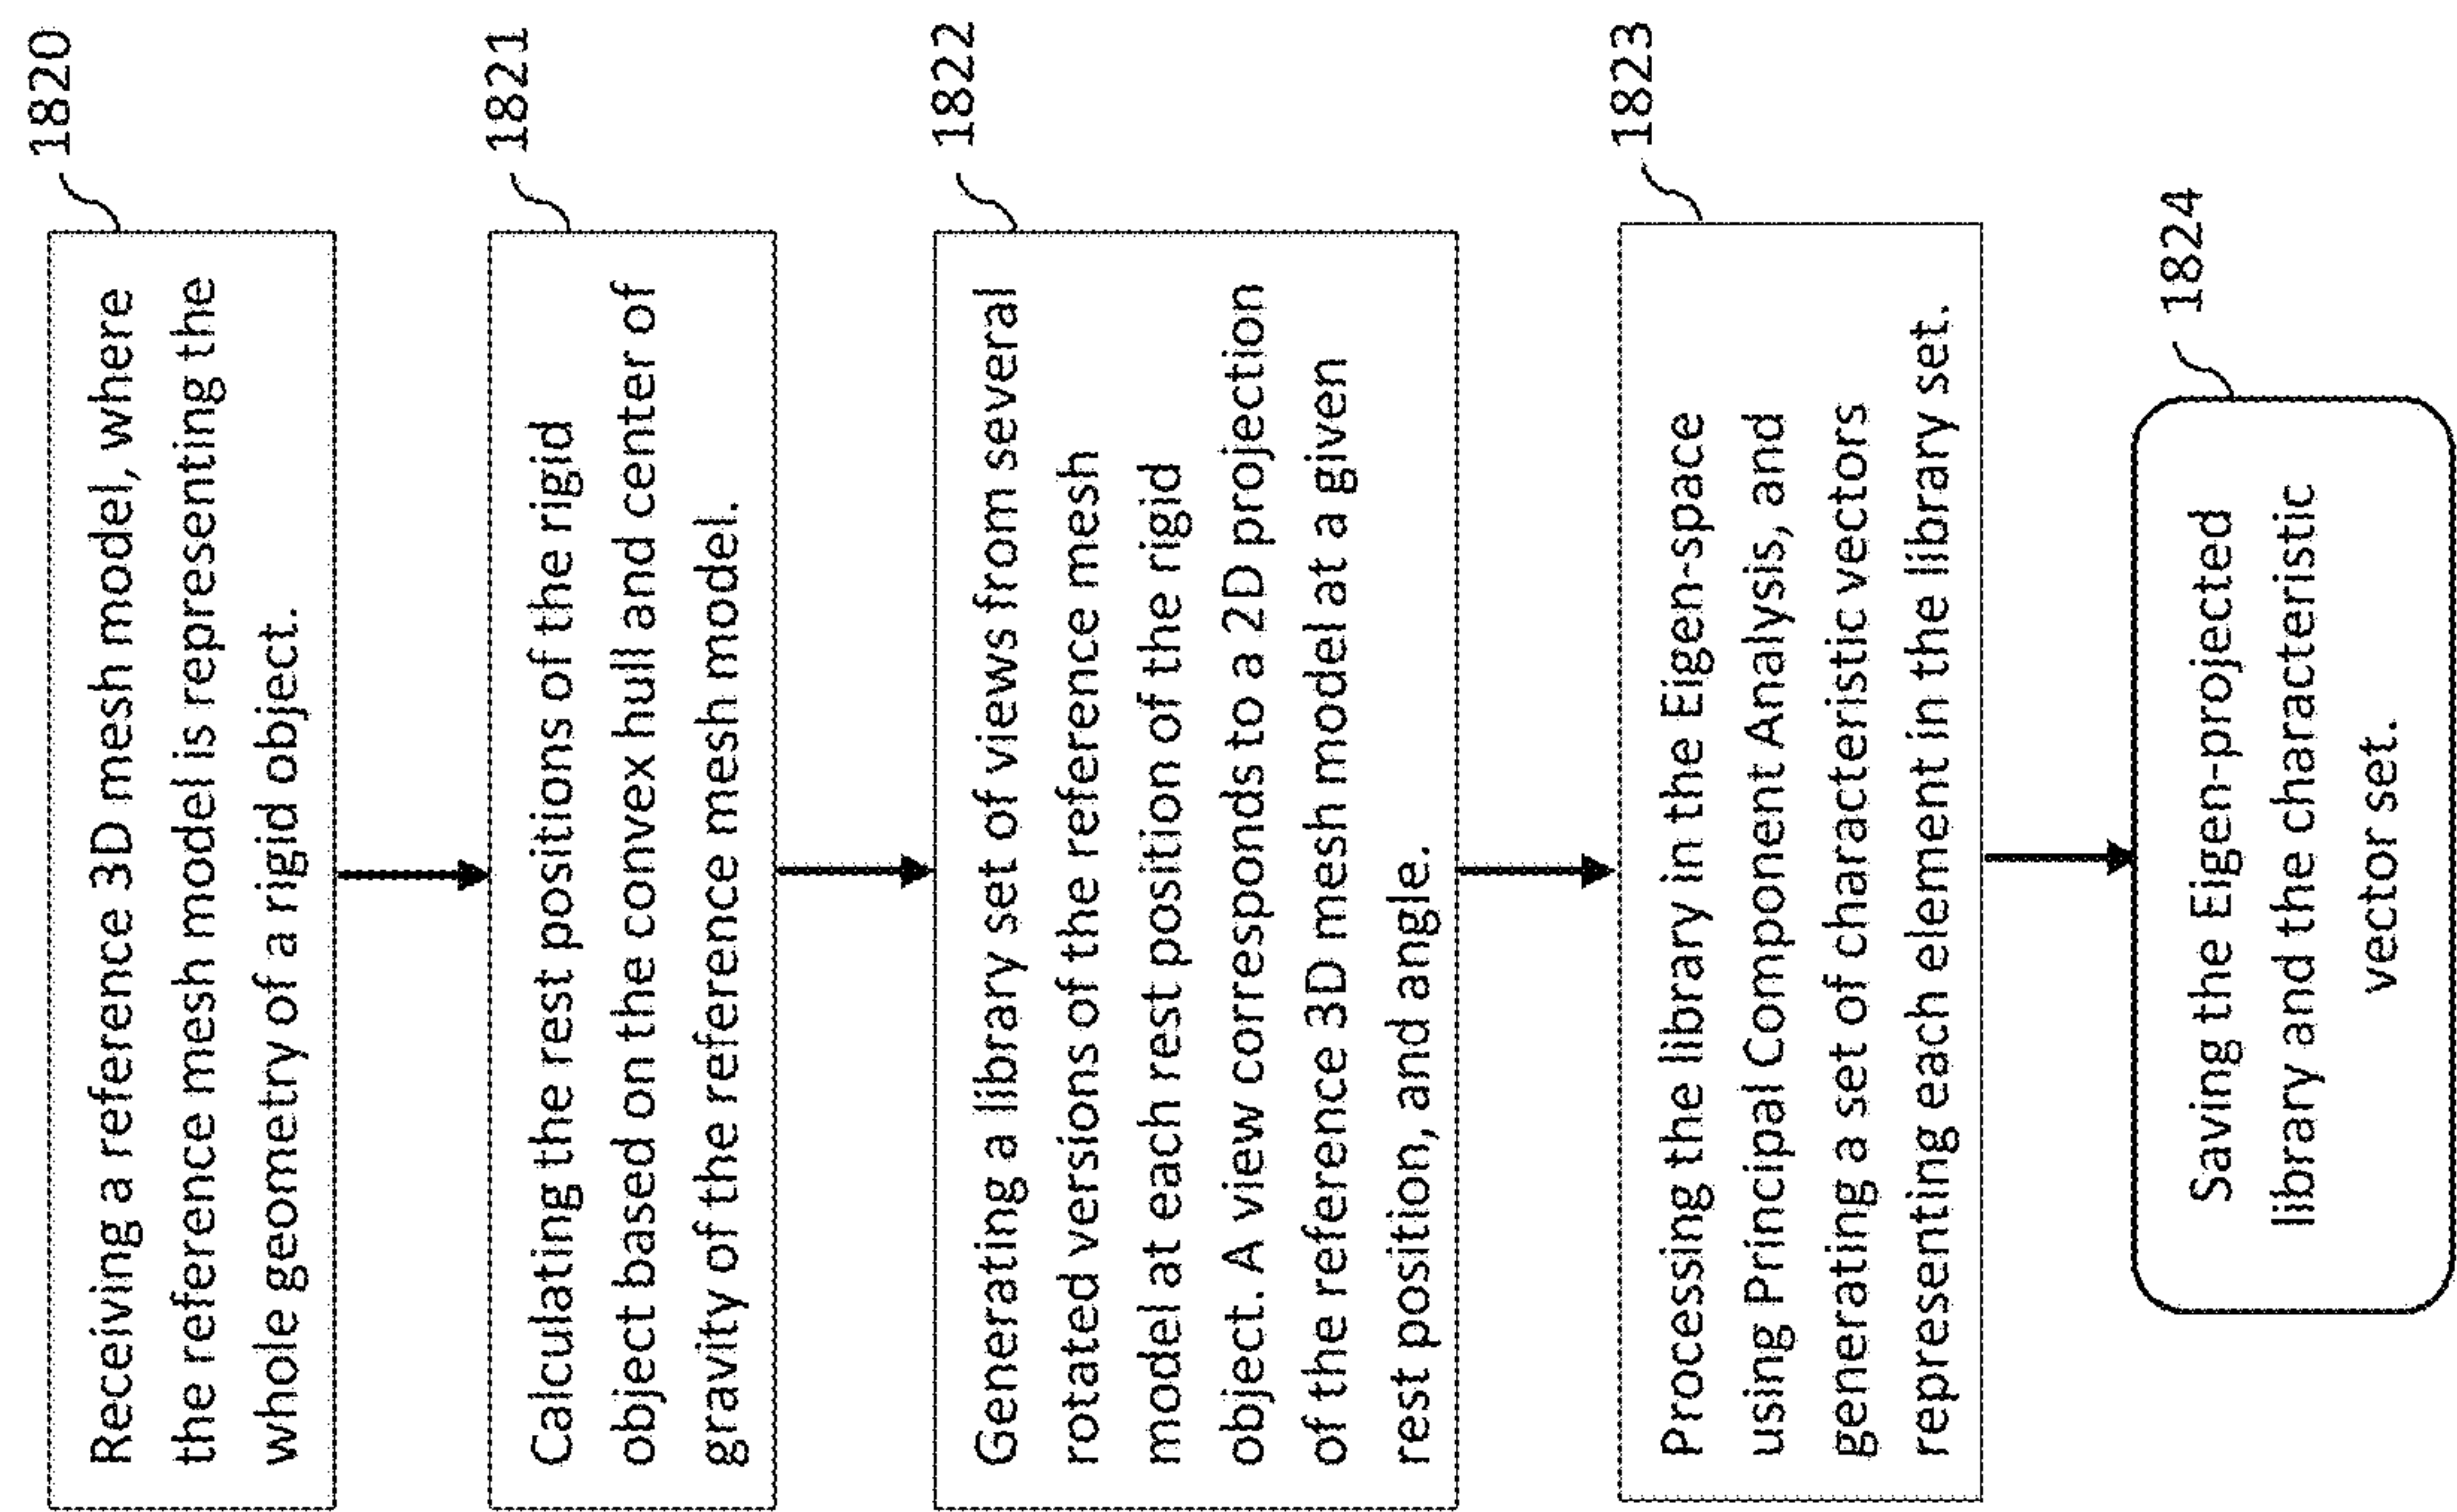 1820
Receiving a reference 3D mesh model, where
the reference mesh model is representing the
whole geometry of a rigid object.
1821
Calculating the rest positions of the rigid
object based on the convex hull and center of
gravity of the reference mesh model.
1822
Generating a library set of views from several
rotated versions of the reference mesh
model at each rest position of the rigid
object. A view corresponds to a 2D projection
of the reference 3D mesh model at a given
rest position, and angle.
1823
Processing the library in the Eigen-space
using Principal Component Analysis, and
generating a set of characteristic vectors
representing each element in the library set.
1824
Saving the Eigen-projected
library and the characteristic
vector set.